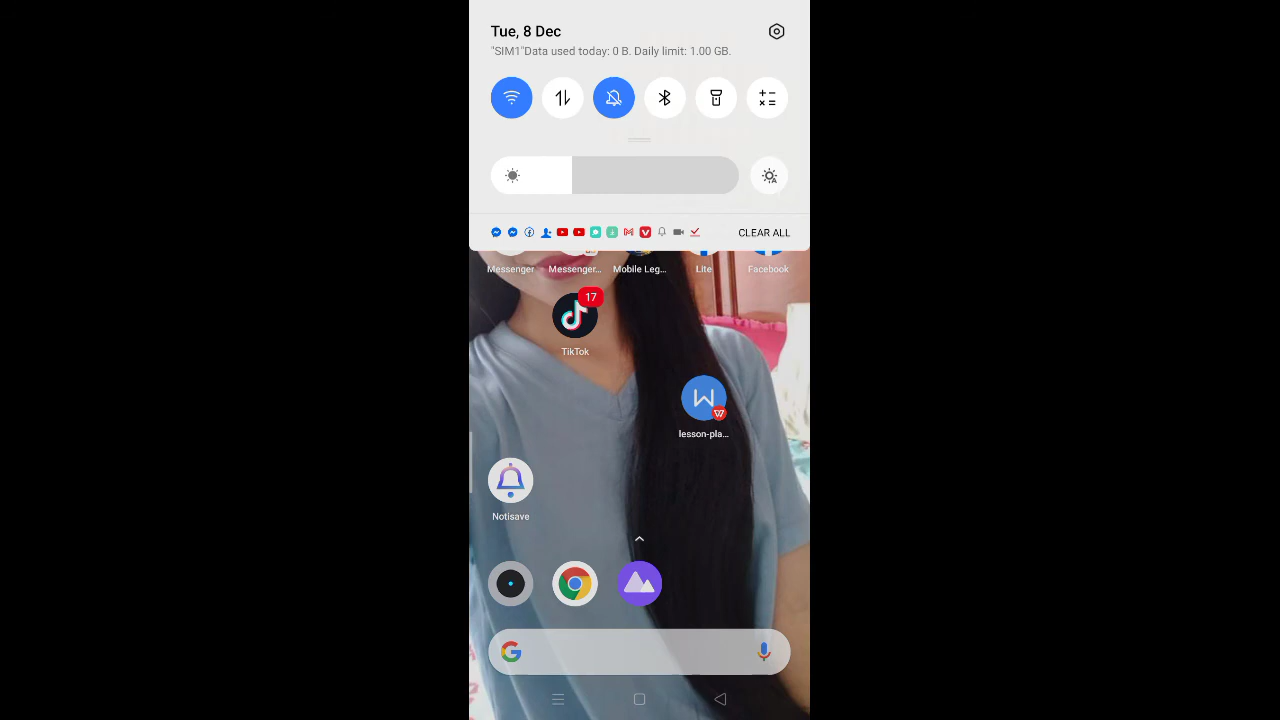 Tue, 8 Dec
"SIM1"Data used today: 0 B. Daily limit: 1.00 GB.
CLEAR ALL
Messenger Messenger... Mobile Leg... Lite Facebook
17
TikTok
lesson-pla...
Notisave